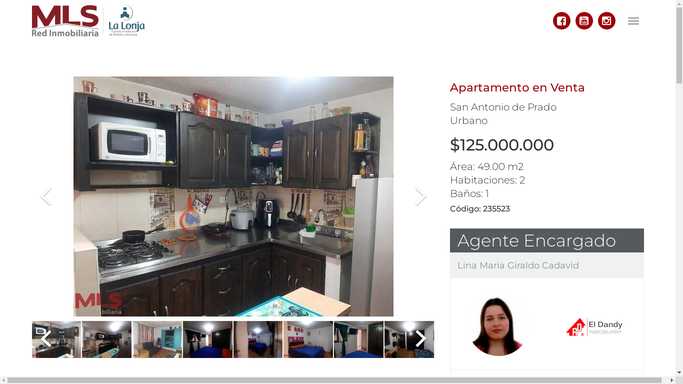 MLS
Red Inmobiliaria
La Lonja
Apartamento en Venta
San Antonio de Prado
Urbano
$125.000.000
Área: 49.00 m2
Habitaciones: 2
Baños: 1
Código: 235523
Agente Encargado
Lina Maria Giraldo Cadavid
MLS
El Dandy